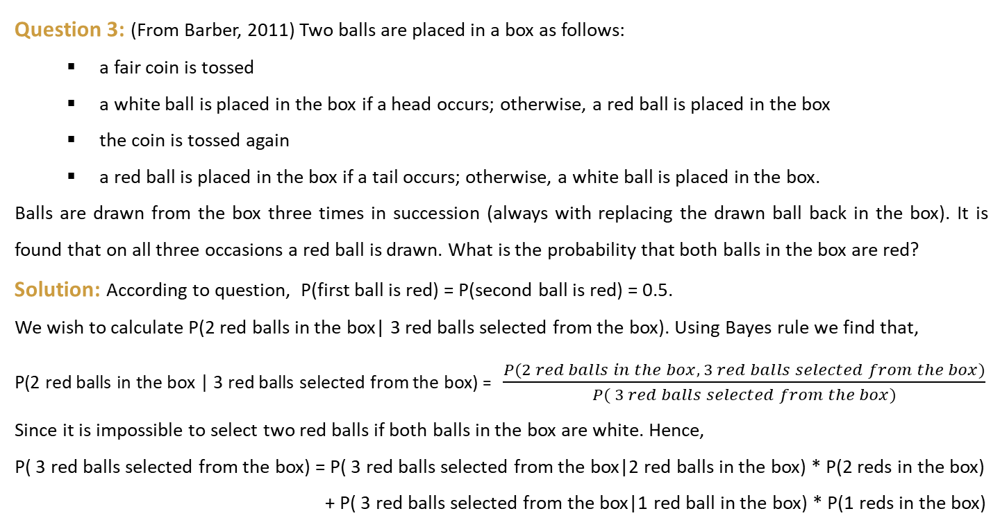 Question 3: (From Barber, 2011) Two balls are placed in a box as follows:
▪ a fair coin is tossed
▪ a white ball is placed in the box if a head occurs; otherwise, a red ball is placed in the box
▪ the coin is tossed again
▪ a red ball is placed in the box if a tail occurs; otherwise, a white ball is placed in the box.
Balls are drawn from the box three times in succession (always with replacing the drawn ball back in the box). It is
found that on all three occasions a red ball is drawn. What is the probability that both balls in the box are red?
Solution: According to question, P(first ball is red) = P(second ball is red) = 0.5.
We wish to calculate P(2 red balls in the box| 3 red balls selected from the box). Using Bayes rule we find that,
P(2 red balls in the box | 3 red balls selected from the box) = P(2 red balls in the box, 3 red balls selected from the box)
P( 3 red balls selected from the box)
Since it is impossible to select two red balls if both balls in the box are white. Hence,
P( 3 red balls selected from the box) = P( 3 red balls selected from the box|2 red balls in the box) * P(2 reds in the box)
+ P( 3 red balls selected from the box|1 red ball in the box) * P(1 reds in the box)